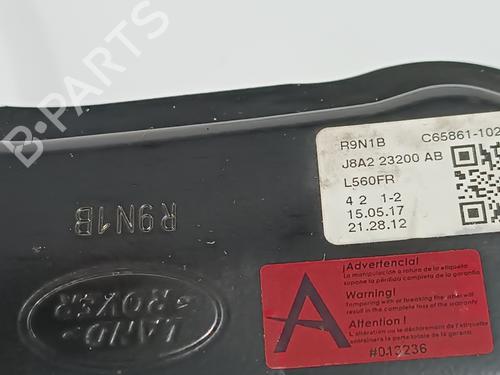 R9N1B C65861-102
J8A2 23200 AB
L560FR
4 2 1-2
15.05.17
21.28.12
R9N1B
LAND
ROVER
A
¡Advertencia!
La manipulación o rotura de la etiqueta
supone la pérdida completa de la garantía
Warning!
Tampering with or breaking the label will
result in the complete loss of the warranty
Attention !
L'altération ou le déchirement de l'étiquette
entraînera la perte totale de la garantie
#013236